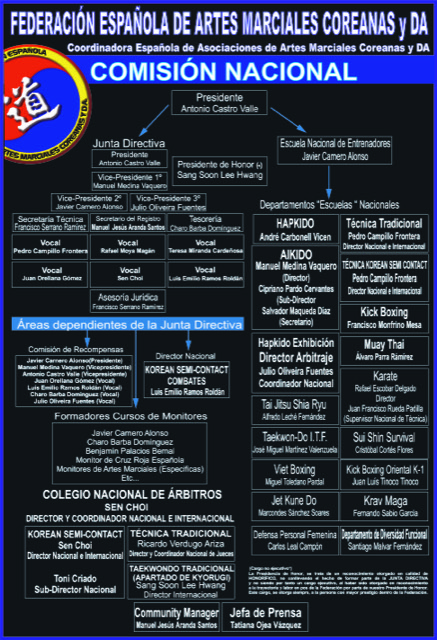 FEDERACIÓN ESPAÑOLA DE ARTES MARCIALES COREANAS y DA
Coordinadora Española de Asociaciones de Artes Marciales Coreanas y DA
COMISIÓN NACIONAL
ESPAÑOLA
ARTES MARCIALES COREANAS Y DA
Presidente
Antonio Castro Valle
Junta Directiva
Presidente
Antonio Castro Valle
Vice-Presidente 1º
Manuel Medina Vaquero
Presidente de Honor (*)
Sang Soon Lee Hwang
Escuela Nacional de Entrenadores
Javier Camero Alonso
Vice-Presidente 2º
Javier Camero Alonso
Vice-Presidente 3º
Julio Oliveira Fuentes
Secretaria Técnica
Francisco Serrano Ramírez
Secretario del Registro
Manuel Jesús Aranda Santos
Tesorería
Charo Barba Domínguez
Vocal
Pedro Campillo Frontera
Vocal
Rafael Moya Magán
Vocal
Teresa Miranda Cardeñosa
Vocal
Juan Orellana Gómez
Vocal
Sen Choi
Vocal
Luis Emilio Ramos Roldán
Asesoría Jurídica
Francisco Serrano Ramírez
Áreas dependientes de la Junta Directiva
Comisión de Recompensas
Javier Carnero Alonso(Presidente)
Manuel Medina Vaquero (Vicepresidente)
Antonio Castro Valle (Vicepresidente)
Juan Orellana Gómez (Vocal)
Luis Emilio Ramos Roldán (Vocal)
Charo Barba Domínguez (Vocal)
Julio Oliveira Fuentes (Vocal)
Director Nacional
KOREAN SEMI-CONTACT
COMBATES
Luis Emilio Ramos Roldán
Formadores Cursos de Monitores
Javier Camero Alonso
Charo Barba Domínguez
Benjamin Palacios Bernal
Monitor de Cruz Roja Española
Monitores de Artes Marciales (Especificas)
Etc...
COLEGIO NACIONAL DE ÁRBITROS
SEN CHOI
DIRECTOR Y COORDINADOR NACIONAL E INTERNACIONAL
KOREAN SEMI-CONTACT
Sen Choi
Director Nacional e Internacional
Toni Criado
Sub-Director Nacional
TÉCNICA TRADICIONAL
Ricardo Verdugo Ariza
Director y Coordinador Nacional de Jueces
TAEKWONDO TRADICIONAL
(APARTADO DE KYORUGI)
Sang Soon Lee Hwang
Director Internacional
Departamentos "Escuelas" Nacionales
HAPKIDO
André Carbonell Vicen
AIKIDO
Manuel Medina Vaquero
(Director)
Cipriano Pardo Cervantes
(Sub-Director)
Salvador Maqueda Diaz
(Secretario)
Hapkido Exhibición
Director Arbitraje
Julio Oliveira Fuentes
Coordinador Nacional
Tai Jitsu Shia Ryu
Alfredo Leché Fernández
Taekwon-Do I.T.F.
José Miguel Martínez Valenzuela
Viet Boxing
Miguel Toledano Pardal
Jet Kune Do
Marcondes Sánchez Soares
Defensa Personal Femenina
Carlos Leal Campón
Técnica Tradicional
Pedro Campillo Frontera
Director Nacional e Internacional
TÉCNICA KOREAN SEMI CONTACT
Pedro Campillo Frontera
Director Nacional e Internacional
Kick Boxing
Francisco Monfrino Mesa
Muay Thai
Álvaro Parra Ramírez
Karate
Rafael Escobar Delgado
Director
Juan Francisco Rueda Padilla
(Supervisor Nacional de Técnica)
Sui Shin Survival
Cristóbal Cortés Flores
Kick Boxing Oriental K-1
Juan Luis Tinoco Tinoco
Krav Maga
Fernando Sabio García
Departamento de Diversidad Funcional
Santiago Malvar Fernández
(Cargo no ejecutivo*)
Community Manager
Manuel Jesús Aranda Santos
Jefa de Prensa
Tatiana Ojea Vázquez